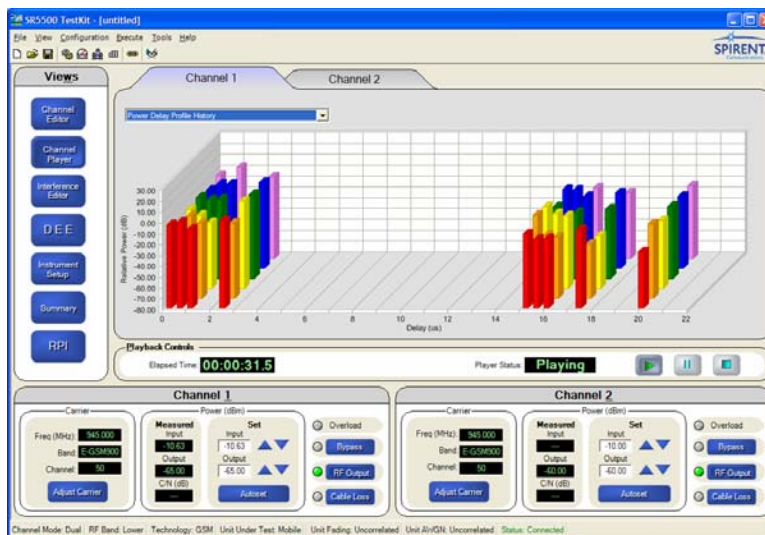 SR5500 TestKit - [untitled]
File View Configuration Execute Tools Help
SPIRENT
Communications
Views
Channel Editor
Channel Player
Interference Editor
DEE
Instrument Setup
Summary
RPI
Channel 1
Channel 2
Power Delay Profile History
Relative Power (dB)
30.00
20.00
10.00
0.00
-10.00
-20.00
-30.00
-40.00
-50.00
-60.00
-70.00
-80.00
0 2 4 6 8 10 12 14 16 18 20 22
Delay (us)
Playback Controls
Elapsed Time: 00:00:31.5
Player Status: Playing
Channel 1
Carrier
Freq (MHz): 945.000
Band: E-GSM900
Channel: 50
Adjust Carrier
Power (dBm)
Measured
Input
-10.63
Output
-65.00
C/N (dB)
---
Set
Input
-10.63
Output
-65.00
Autoset
Overload
Bypass
RF Output
Cable Loss
Channel 2
Carrier
Freq (MHz): 945.000
Band: E-GSM900
Channel: 50
Adjust Carrier
Power (dBm)
Measured
Input
---
Output
-60.00
C/N (dB)
---
Set
Input
-10.00
Output
-60.00
Autoset
Overload
Bypass
RF Output
Cable Loss
Channel Mode: Dual RF Band: Lower Technology: GSM Unit Under Test: Mobile Unit Fading: Uncorrelated Unit AWGN: Uncorrelated Status: Connected